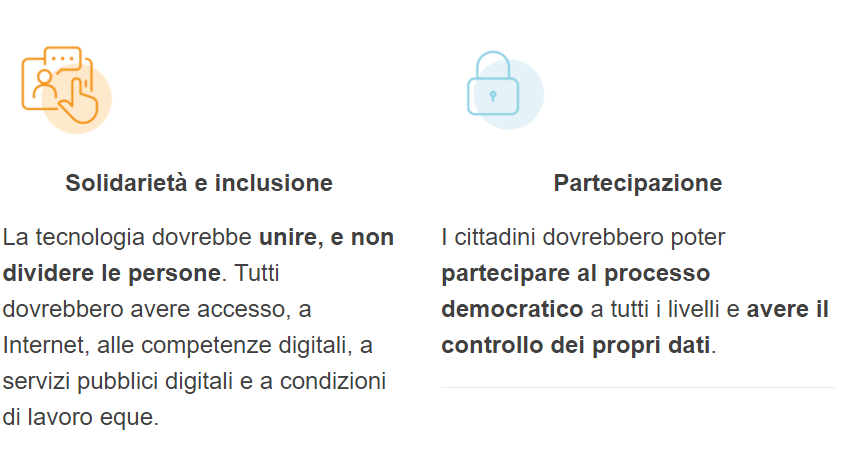 Solidarietà e inclusione
La tecnologia dovrebbe unire, e non
dividere le persone. Tutti
dovrebbero avere accesso, a
Internet, alle competenze digitali, a
servizi pubblici digitali e a condizioni
di lavoro eque.
Partecipazione
I cittadini dovrebbero poter
partecipare al processo
democratico a tutti i livelli e avere il
controllo dei propri dati.